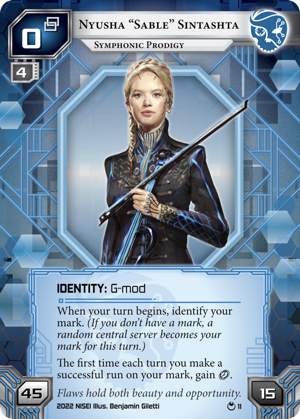 NYUSHA “SABLE” SINTASHTA
0
SYMPHONIC PRODIGY
4
IDENTITY: G-mod
When your turn begins, identify your
mark. (If you don't have a mark, a
random central server becomes your
mark for this turn.)
The first time each turn you make a
successful run on your mark, gain .
Flaws hold both beauty and opportunity.
45
15
2022 NISEI Illus. Benjamin Giletti
11